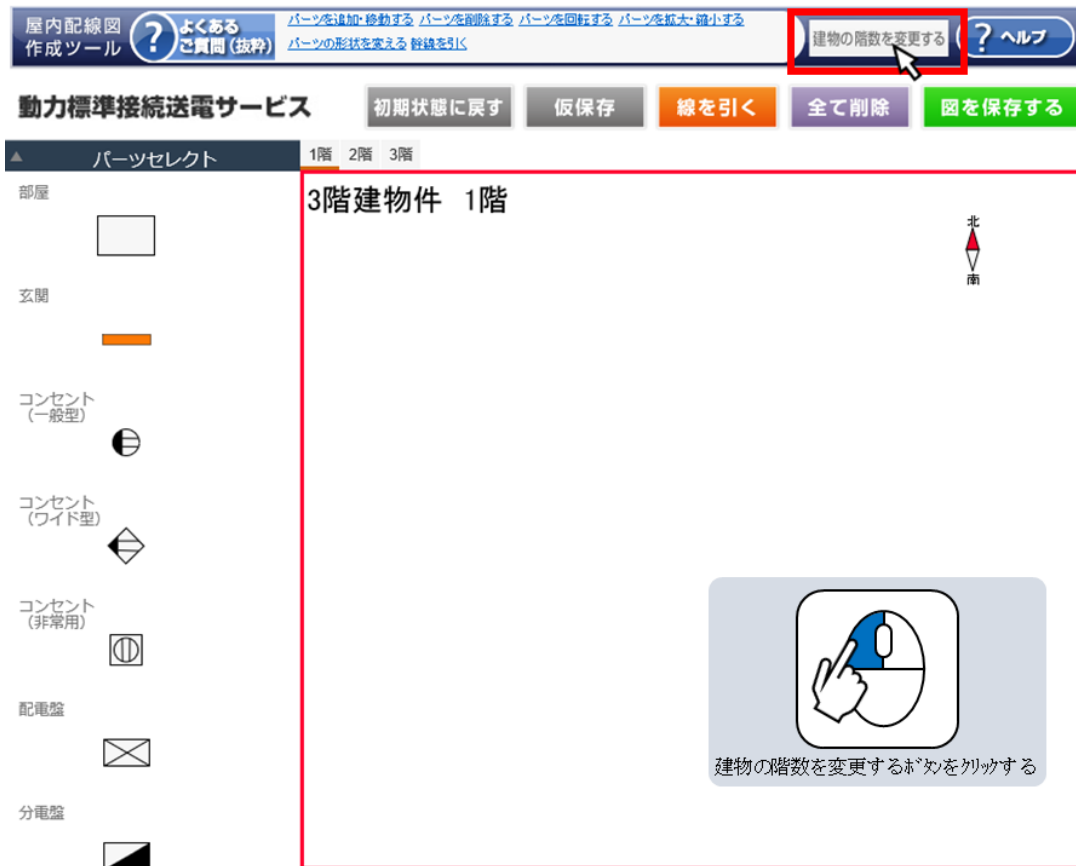 屋内配線図
作成ツール
?
よくある
ご質問(抜粋)
パーツを追加・移動する パーツを削除する パーツを回転する パーツを拡大・縮小する
パーツの形状を変える 幹線を引く
建物の階数を変更する
? ヘルプ
動力標準接続送電サービス
初期状態に戻す
仮保存
線を引く
全て削除
図を保存する
パーツセレクト
1階 2階 3階
部屋
3階建物件 1階
北
南
玄関
コンセント
(一般型)
コンセント
(ワイド型)
コンセント
(非常用)
配電盤
分電盤
建物の階数を変更するボタンをクリックする